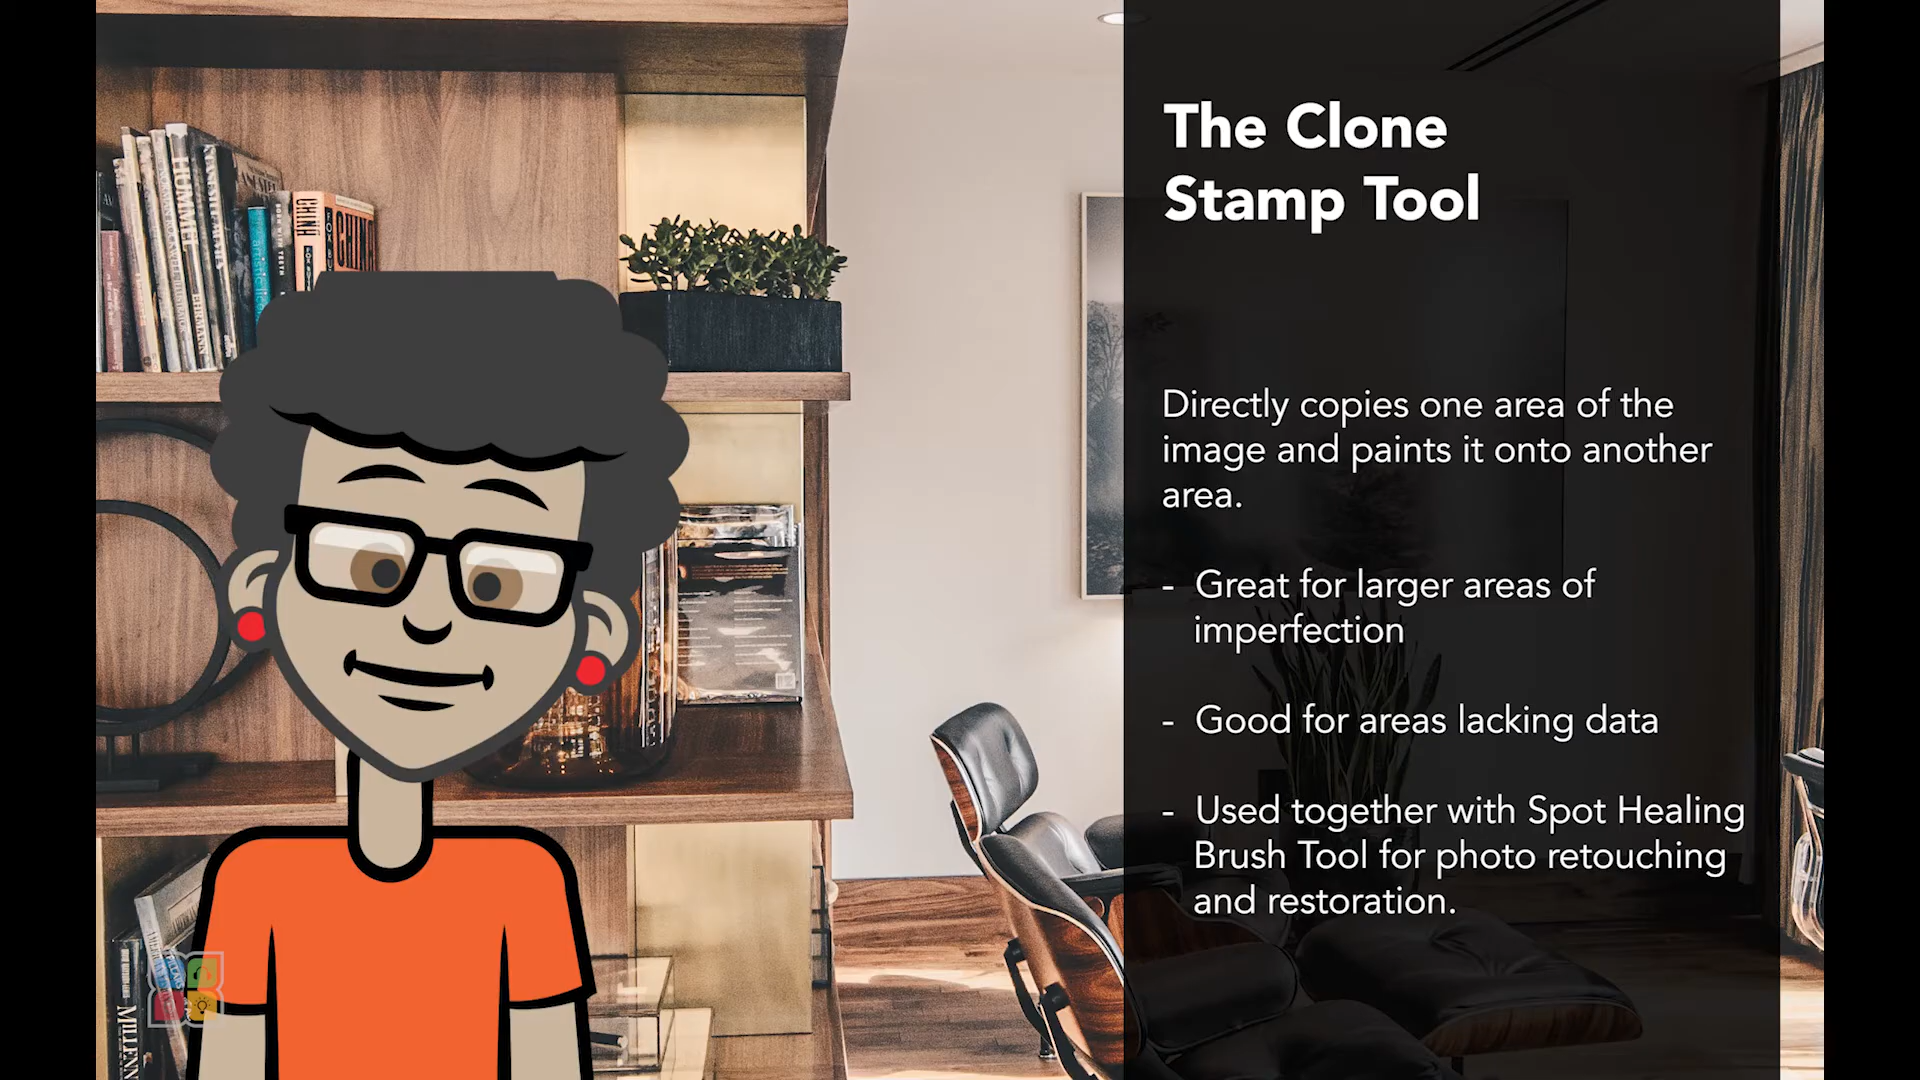 The Clone
Stamp Tool
Directly copies one area of the
image and paints it onto another
area.
- Great for larger areas of
imperfection
- Good for areas lacking data
- Used together with Spot Healing
Brush Tool for photo retouching
and restoration.
HUMMEL
CHINA